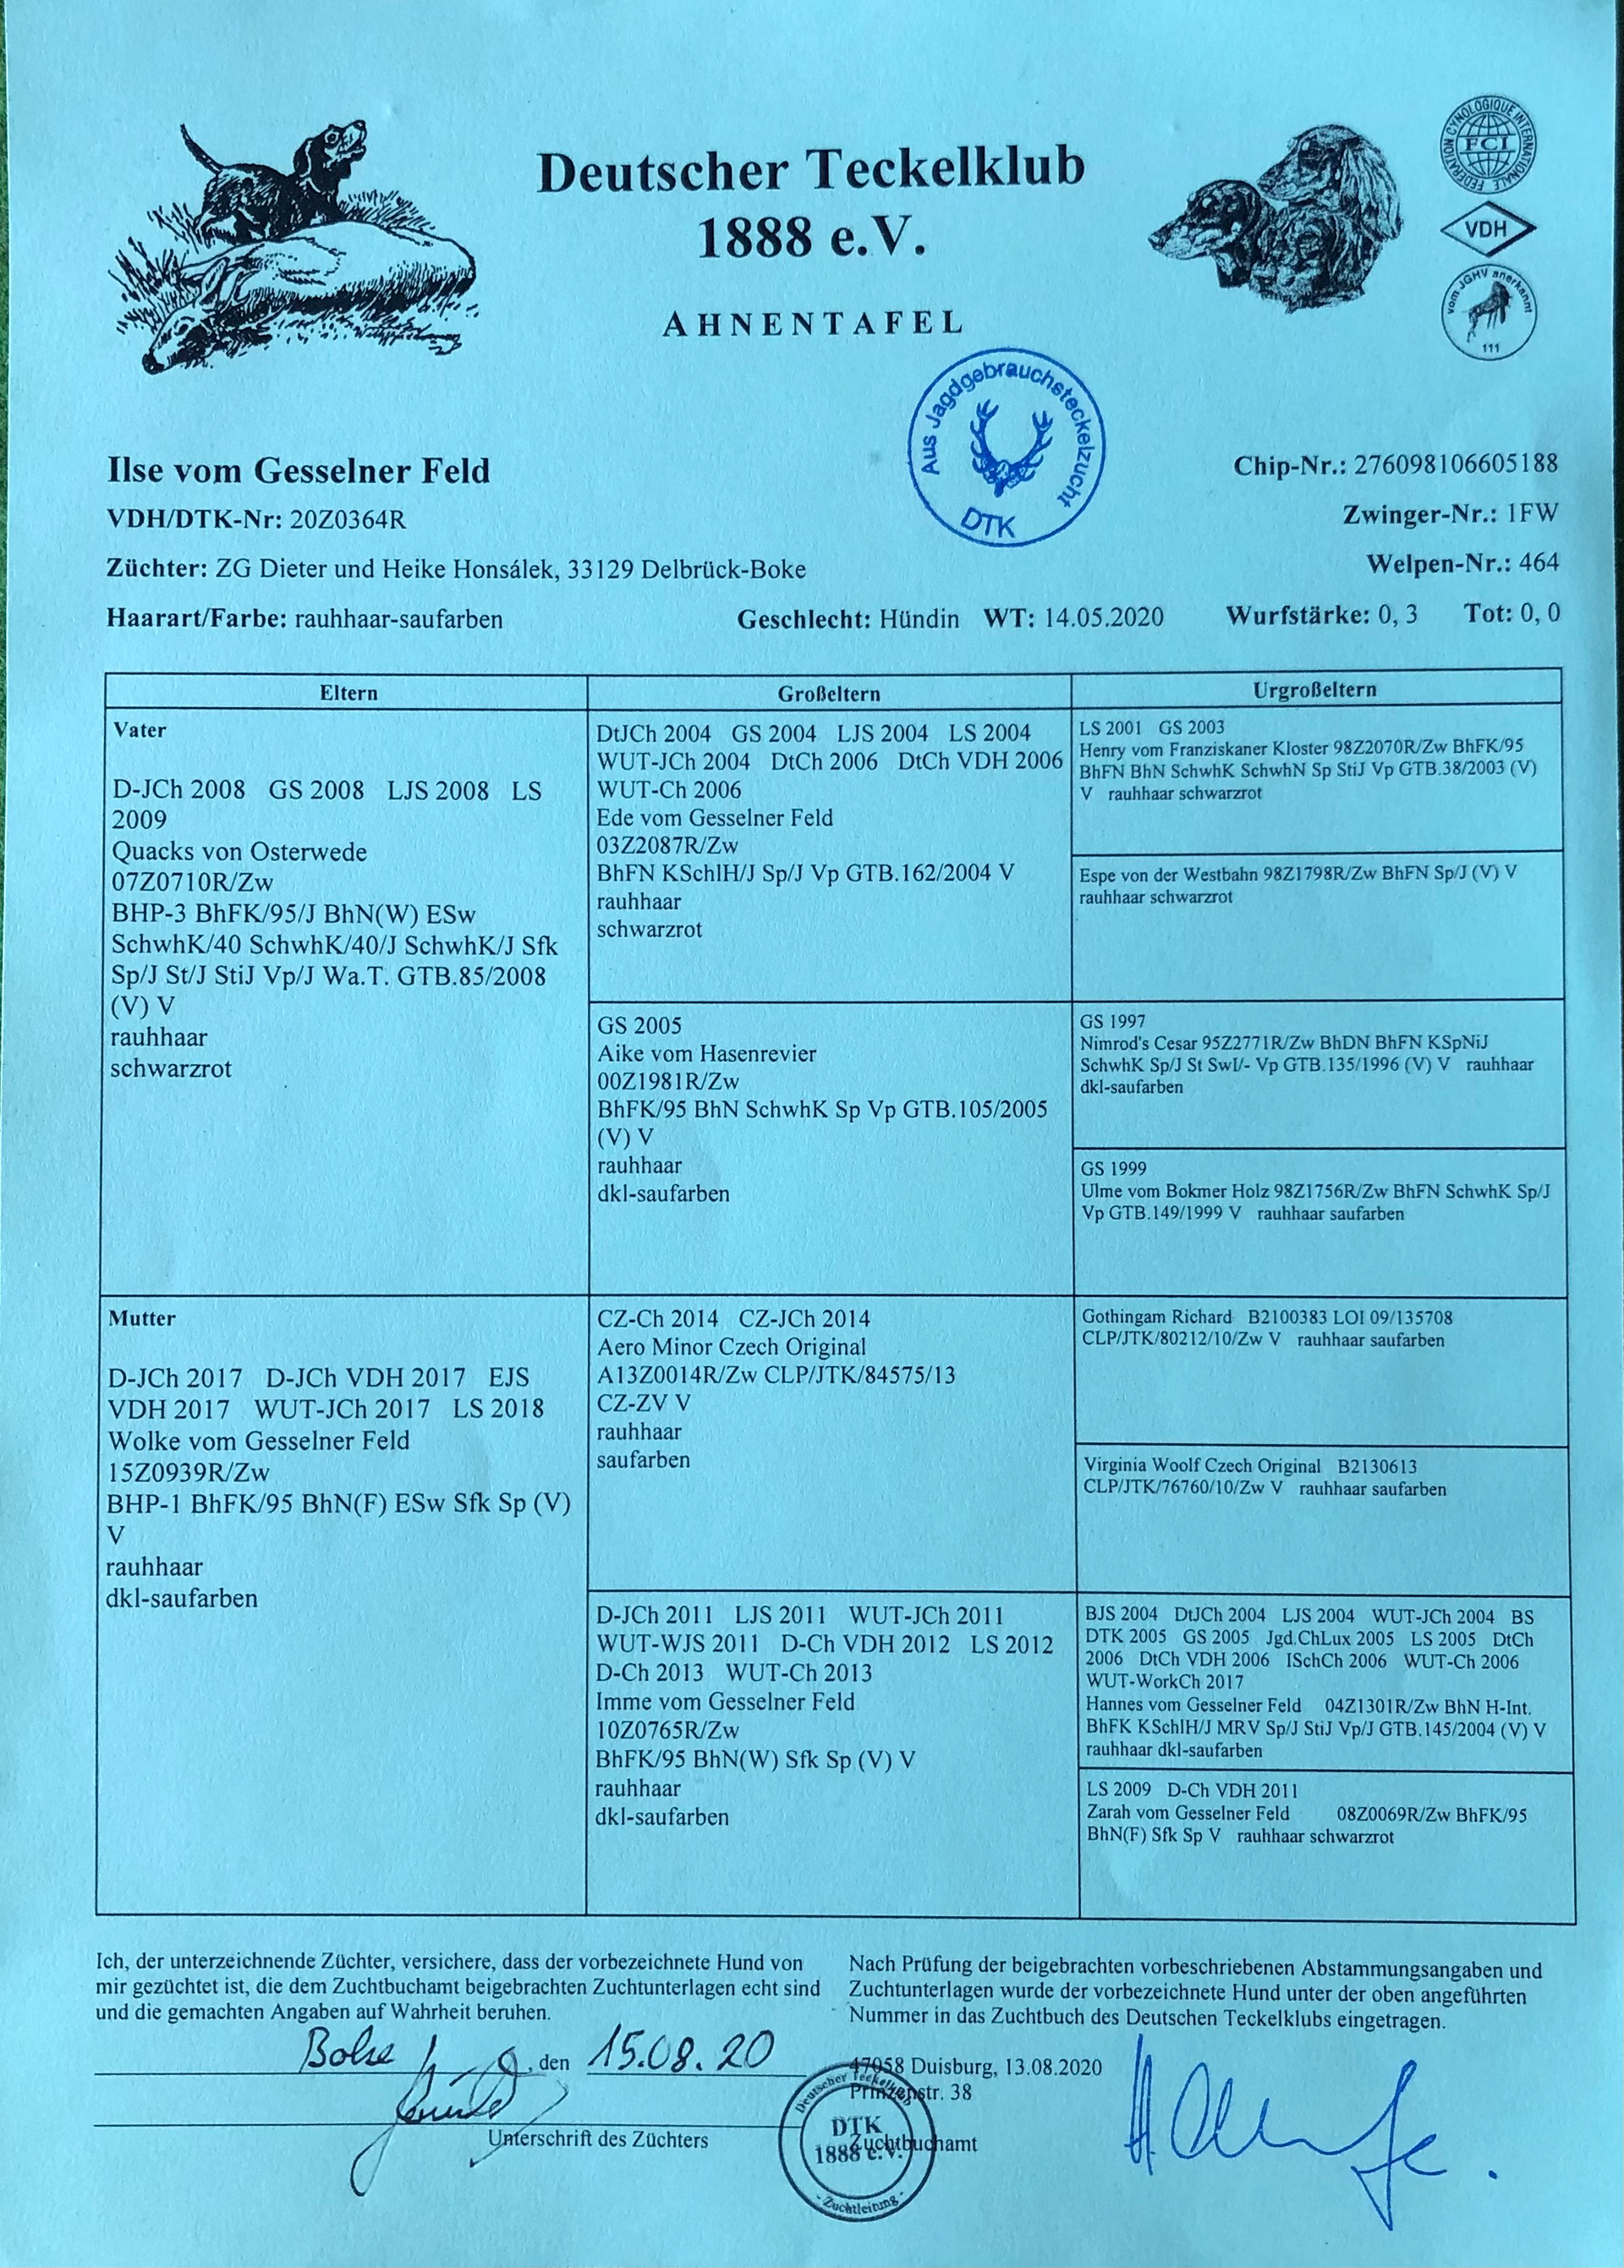 Deutscher Teckelklub
1888 e.V.
AHNENTAFEL
FEDERATION CYNOLOGIQUE INTERNATIONALE
FCI
VDH
vom JGHV anerkannt
111
Aus Jagdgebrauchsteckelzucht
DTK
Ilse vom Gesselner Feld
VDH/DTK-Nr: 20Z0364R
Züchter: ZG Dieter und Heike Honsálek, 33129 Delbrück-Boke
Chip-Nr.: 276098106605188
Zwinger-Nr.: 1FW
Welpen-Nr.: 464
Haarart/Farbe: rauhhaar-saufarben Geschlecht: Hündin WT: 14.05.2020 Wurfstärke: 0, 3 Tot: 0, 0
Eltern Großeltern Urgroßeltern
Vater
D-JCh 2008 GS 2008 LJS 2008 LS
2009
Quacks von Osterwede
07Z0710R/Zw
BHP-3 BhFK/95/J BhN(W) ESw
SchwhK/40 SchwhK/40/J SchwhK/J Sfk
Sp/J St/J StiJ Vp/J Wa.T. GTB.85/2008
(V) V
rauhhaar
schwarzrot
DtJCh 2004 GS 2004 LJS 2004 LS 2004
WUT-JCh 2004 DtCh 2006 DtCh VDH 2006
WUT-Ch 2006
Ede vom Gesselner Feld
03Z2087R/Zw
BhFN KSchlH/J Sp/J Vp GTB.162/2004 V
rauhhaar
schwarzrot
LS 2001 GS 2003
Henry vom Franziskaner Kloster 98Z2070R/Zw BhFK/95
BhFN BhN SchwhK SchwhN Sp StiJ Vp GTB.38/2003 (V)
V rauhhaar schwarzrot
Espe von der Westbahn 98Z1798R/Zw BhFN Sp/J (V) V
rauhhaar schwarzrot
GS 2005
Aike vom Hasenrevier
00Z1981R/Zw
BhFK/95 BhN SchwhK Sp Vp GTB.105/2005
(V) V
rauhhaar
dkl-saufarben
GS 1997
Nimrod's Cesar 95Z2771R/Zw BhDN BhFN KSpNiJ
SchwhK Sp/J St SwI/- Vp GTB.135/1996 (V) V rauhhaar
dkl-saufarben
GS 1999
Ulme vom Bokmer Holz 98Z1756R/Zw BhFN SchwhK Sp/J
Vp GTB.149/1999 V rauhhaar saufarben
Mutter
D-JCh 2017 D-JCh VDH 2017 EJS
VDH 2017 WUT-JCh 2017 LS 2018
Wolke vom Gesselner Feld
15Z0939R/Zw
BHP-1 BhFK/95 BhN(F) ESw Sfk Sp (V)
V
rauhhaar
dkl-saufarben
CZ-Ch 2014 CZ-JCh 2014
Aero Minor Czech Original
A13Z0014R/Zw CLP/JTK/84575/13
CZ-ZV V
rauhhaar
saufarben
Gothingam Richard B2100383 LOI 09/135708
CLP/JTK/80212/10/Zw V rauhhaar saufarben
Virginia Woolf Czech Original B2130613
CLP/JTK/76760/10/Zw V rauhhaar saufarben
D-JCh 2011 LJS 2011 WUT-JCh 2011
WUT-WJS 2011 D-Ch VDH 2012 LS 2012
D-Ch 2013 WUT-Ch 2013
Imme vom Gesselner Feld
10Z0765R/Zw
BhFK/95 BhN(W) Sfk Sp (V) V
rauhhaar
dkl-saufarben
BJS 2004 DtJCh 2004 LJS 2004 WUT-JCh 2004 BS
DTK 2005 GS 2005 Jgd.ChLux 2005 LS 2005 DtCh
2006 DtCh VDH 2006 ISchCh 2006 WUT-Ch 2006
WUT-WorkCh 2017
Hannes vom Gesselner Feld 04Z1301R/Zw BhN H-Int.
BhFK KSchlH/J MRV Sp/J StiJ Vp/J GTB.145/2004 (V) V
rauhhaar dkl-saufarben
LS 2009 D-Ch VDH 2011
Zarah vom Gesselner Feld 08Z0069R/Zw BhFK/95
BhN(F) Sfk Sp V rauhhaar schwarzrot
Ich, der unterzeichnende Züchter, versichere, dass der vorbezeichnete Hund von
mir gezüchtet ist, die dem Zuchtbuchamt beigebrachten Zuchtunterlagen echt sind
und die gemachten Angaben auf Wahrheit beruhen.
Boke, den 15.08.20
Unterschrift des Züchters
Nach Prüfung der beigebrachten vorbeschriebenen Abstammungsangaben und
Zuchtunterlagen wurde der vorbezeichnete Hund unter der oben angeführten
Nummer in das Zuchtbuch des Deutschen Teckelklubs eingetragen.
47058 Duisburg, 13.08.2020
Prinzenstr. 38
Zuchtbuchamt
Deutscher Teckelklub
DTK
1888 e.V.
- Zuchtleitung -